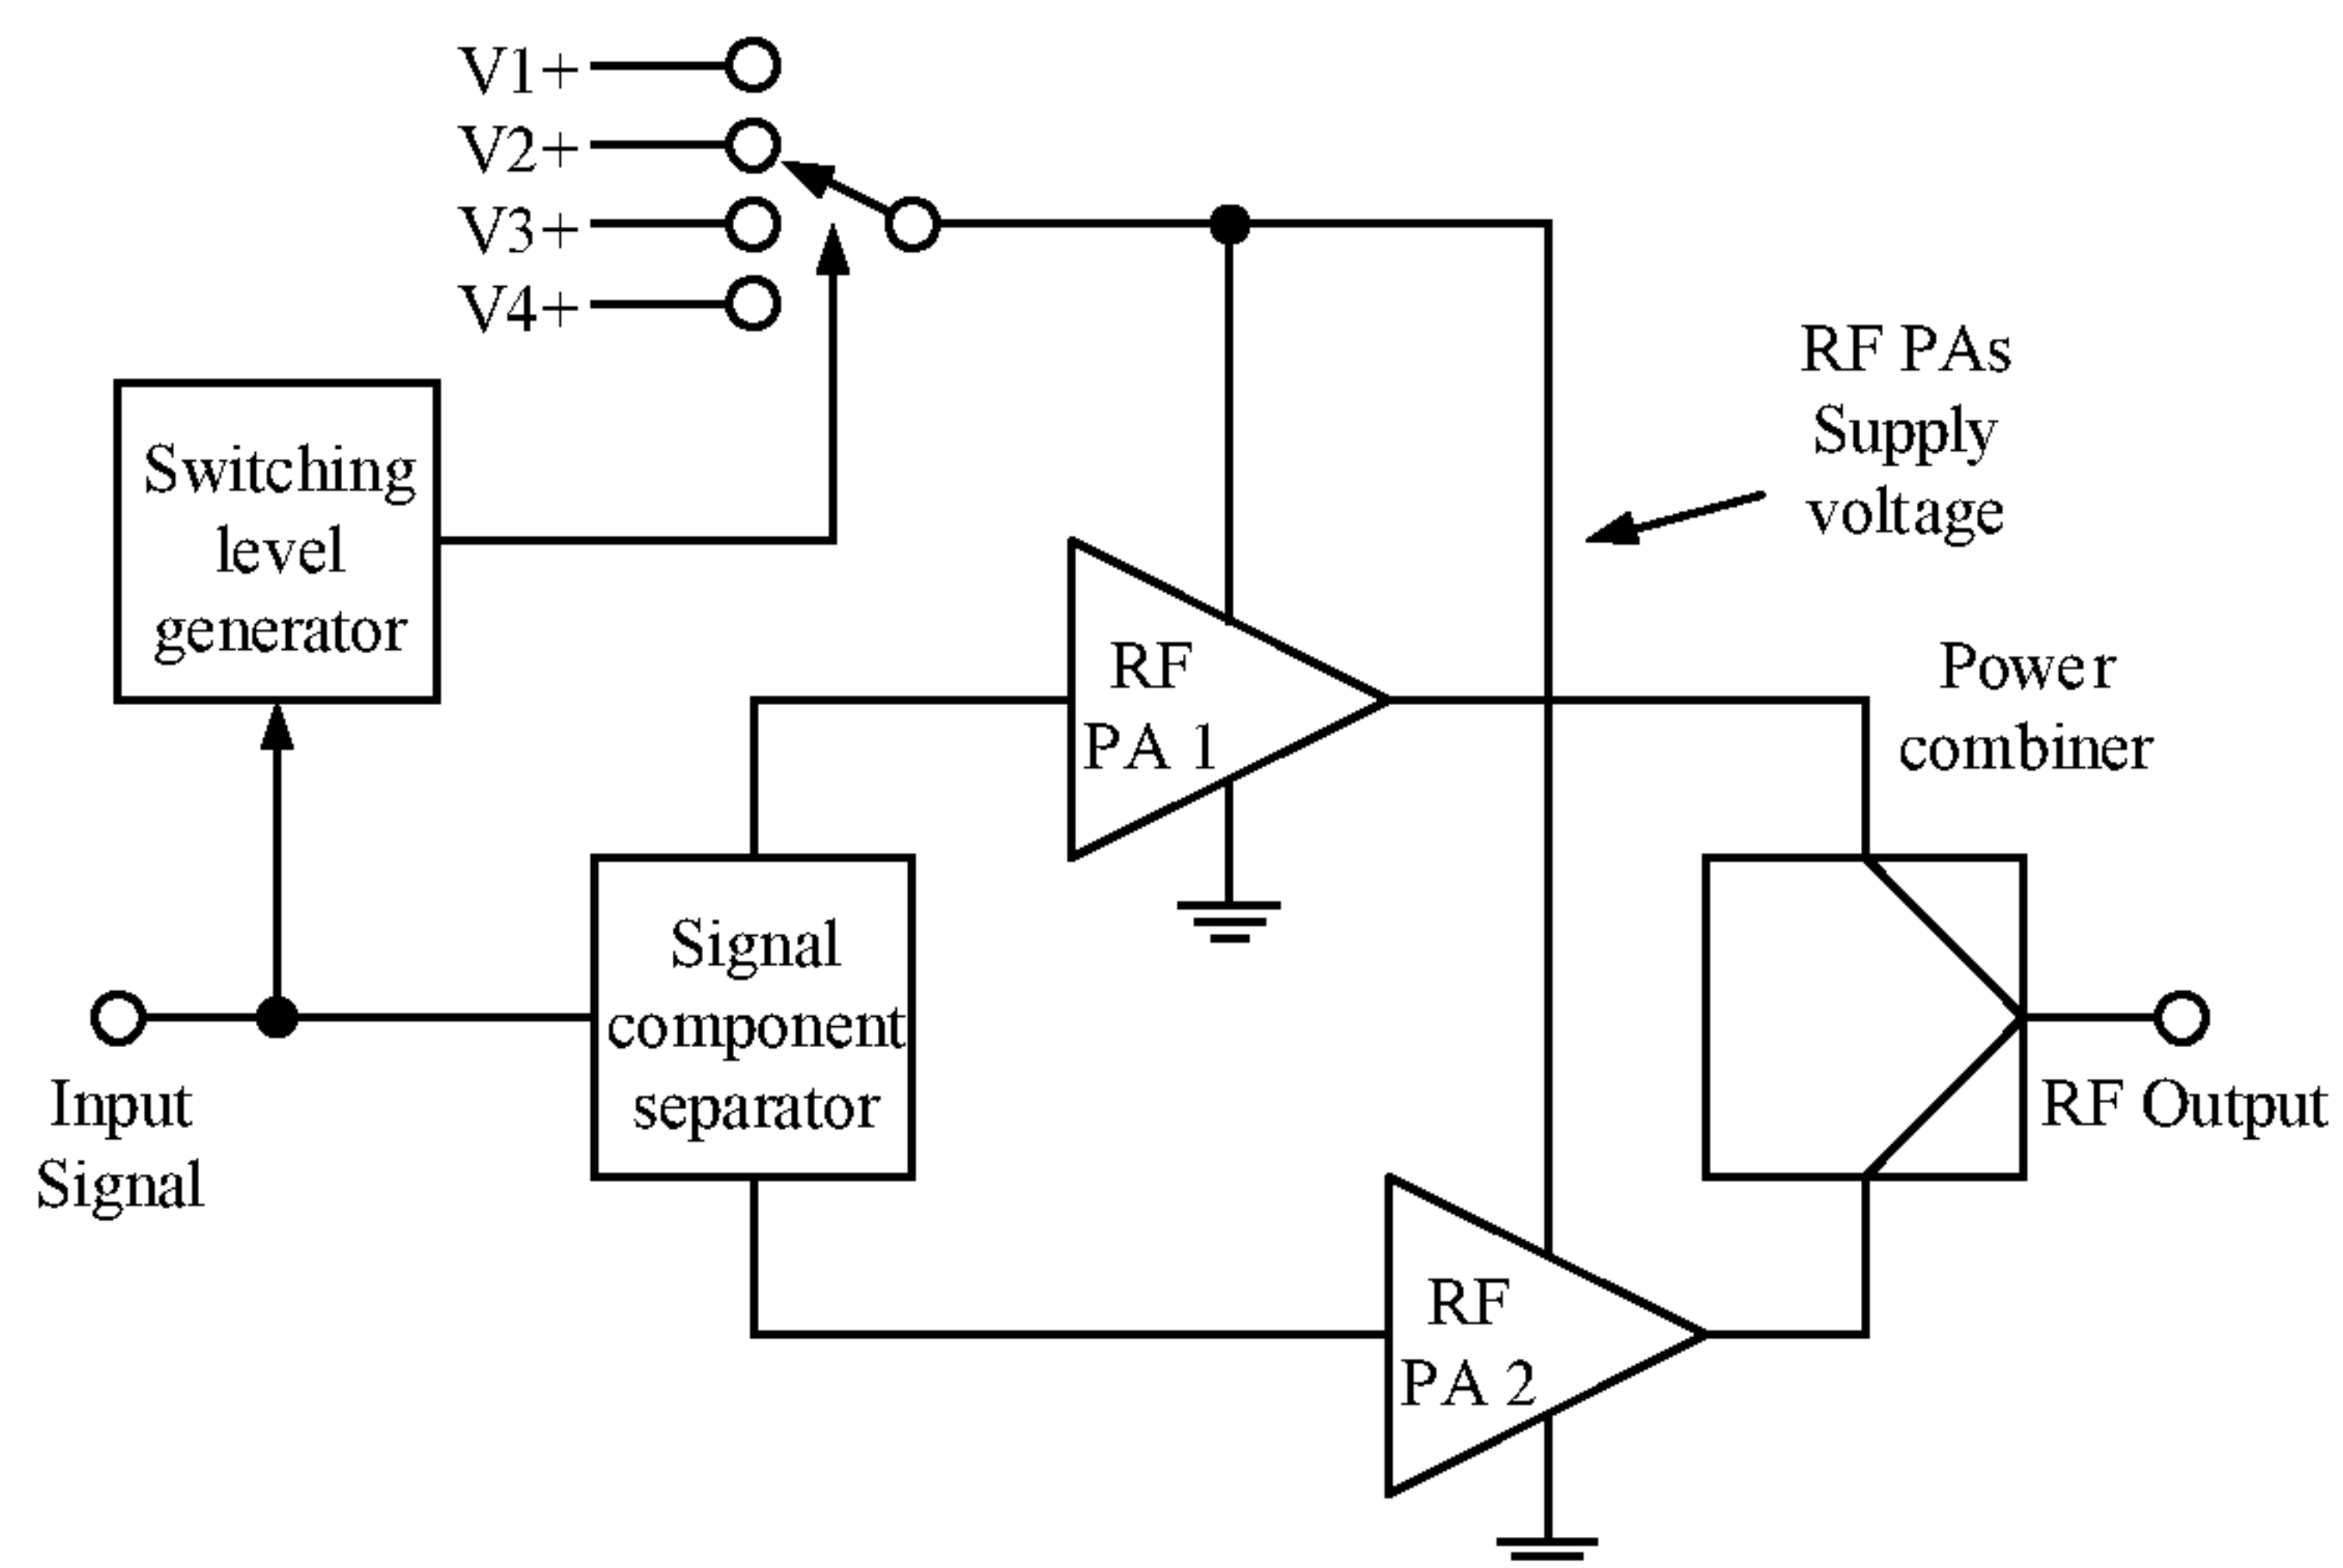 V1+
V2+
V3+
V4+
Switching
level
generator
RF PAs
Supply
voltage
RF
PA 1
Power
combiner
Signal
component
separator
Input
Signal
RF Output
RF
PA 2